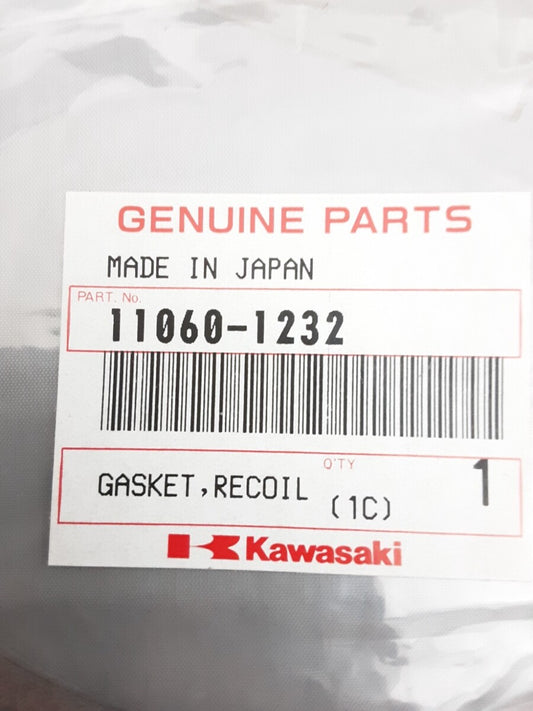 GENUINE PARTS
MADE IN JAPAN
PART. No.
11060-1232
Q'TY
GASKET,RECOIL 1
(1C)
Kawasaki